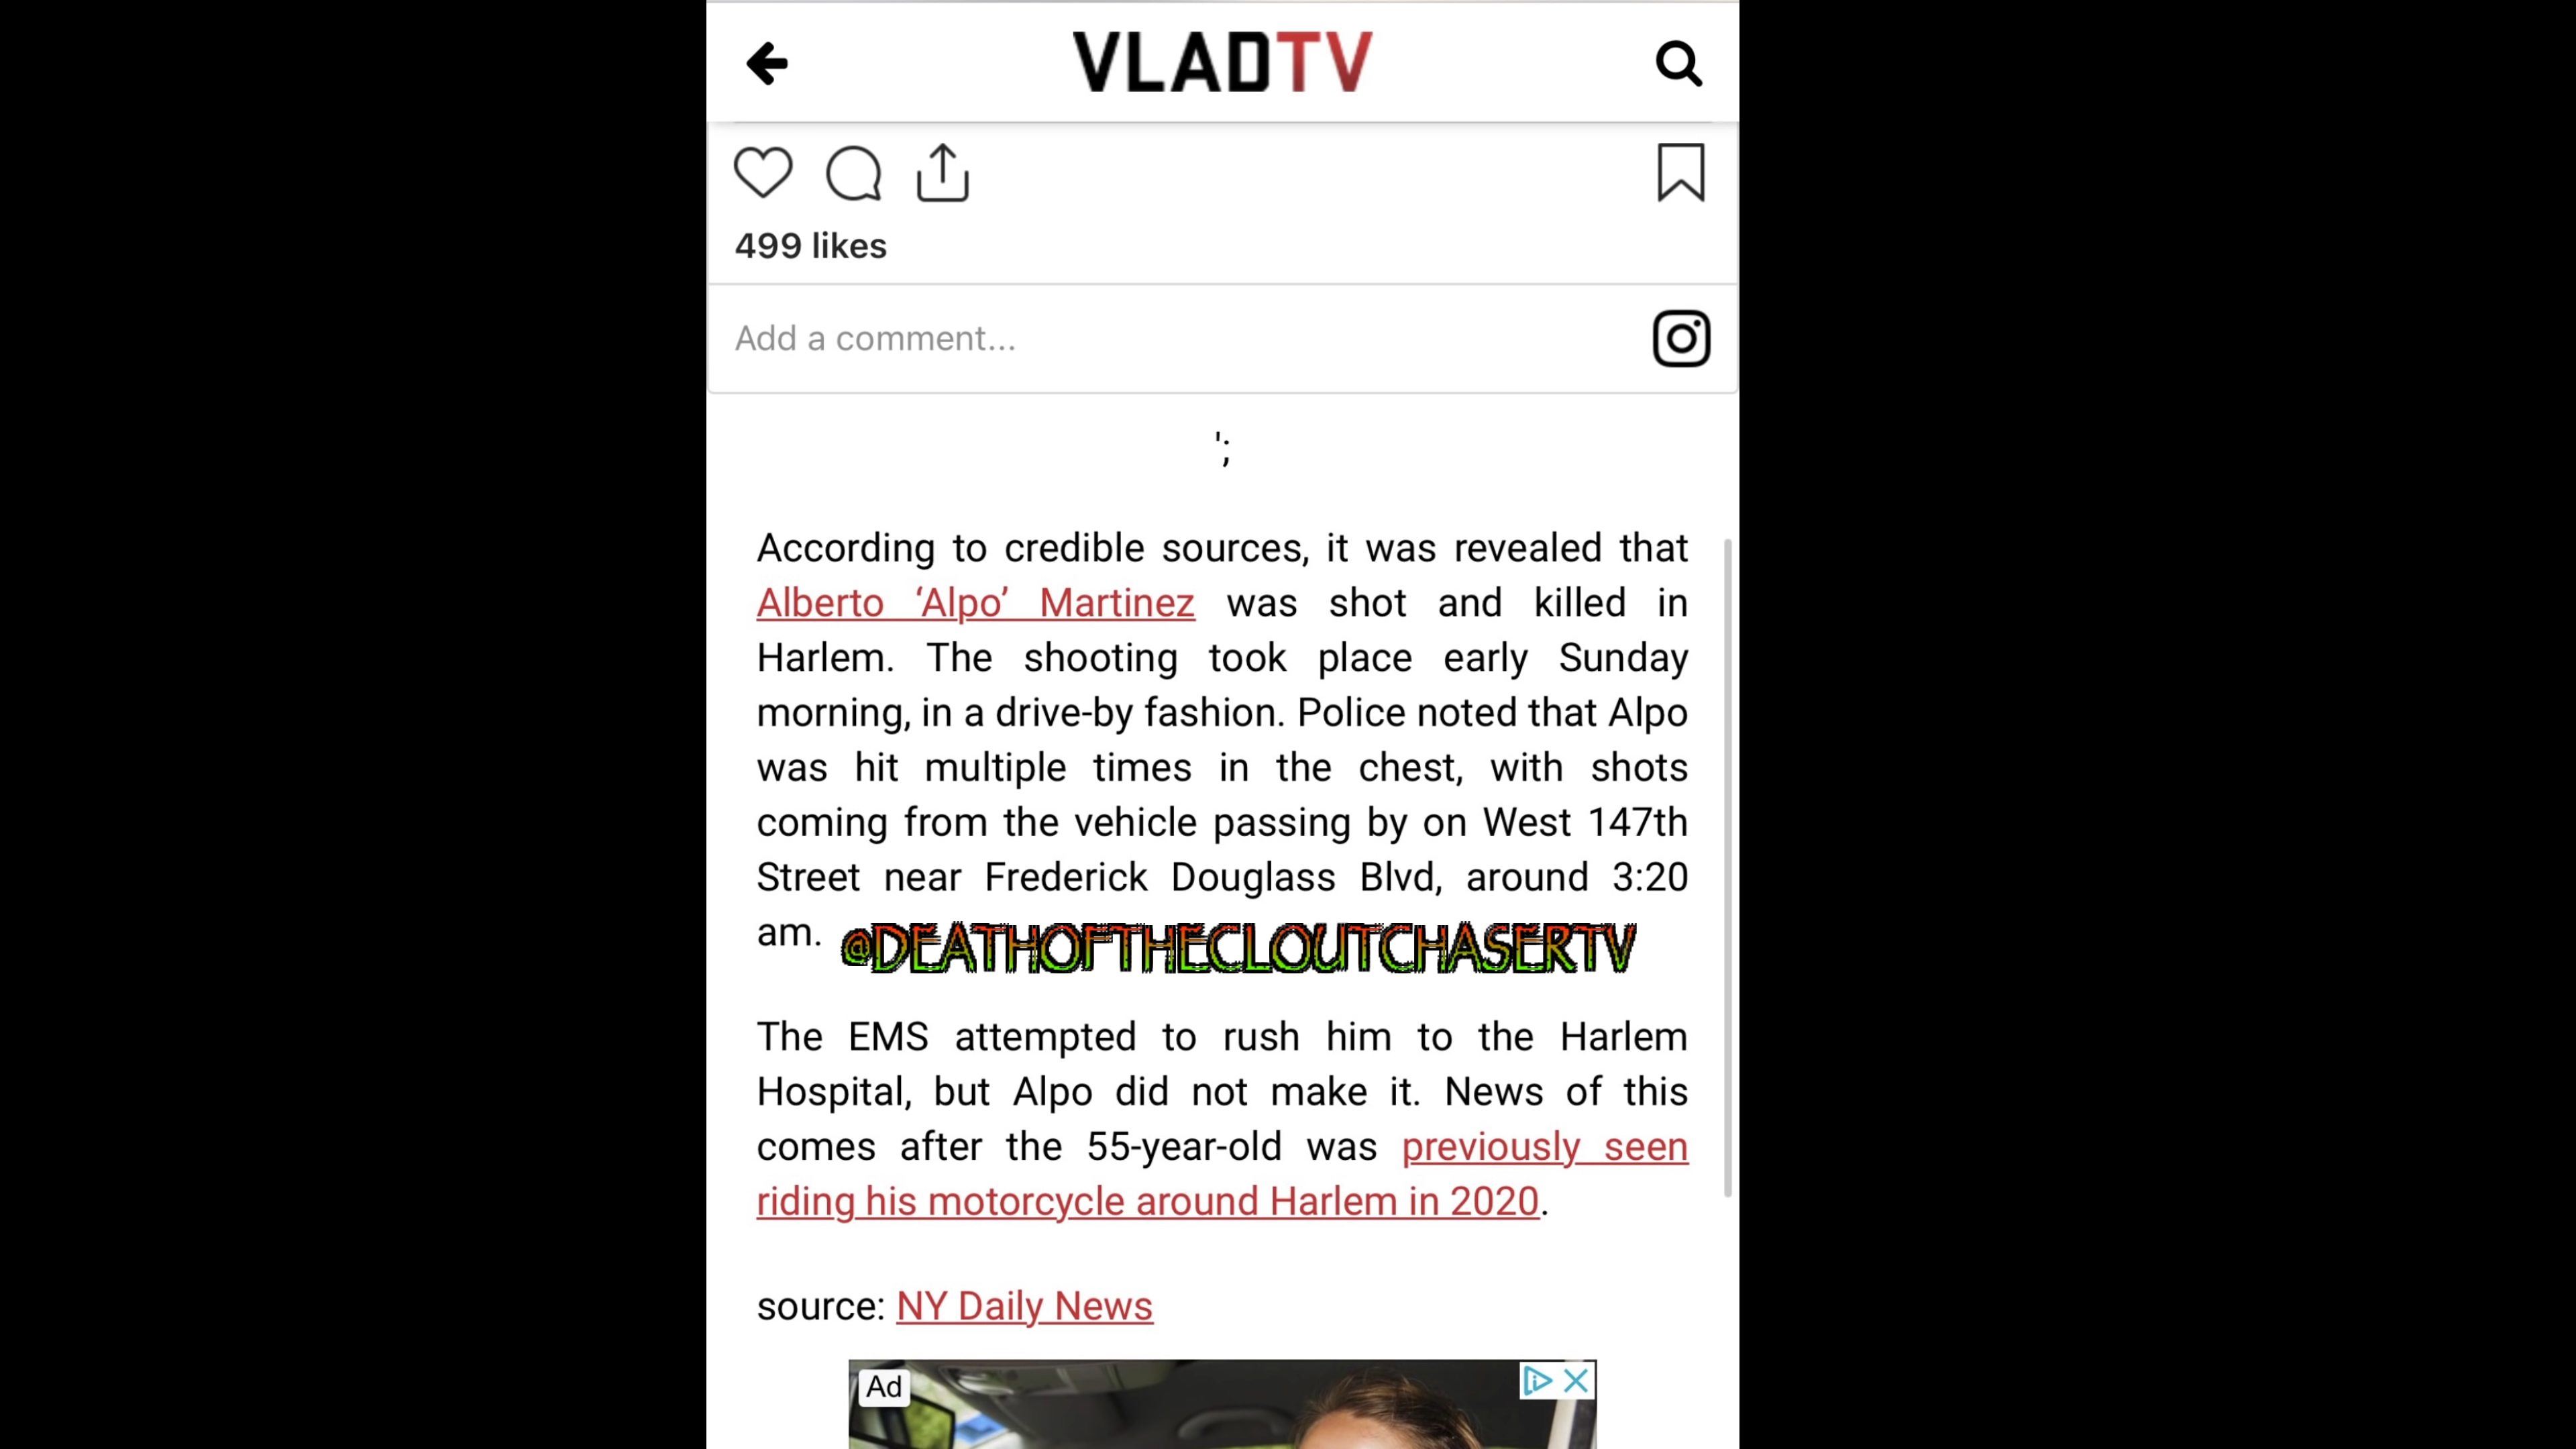 VLADTV
499 likes
Add a comment...
';
According to credible sources, it was revealed that
Alberto ‘Alpo’ Martinez was shot and killed in
Harlem. The shooting took place early Sunday
morning, in a drive-by fashion. Police noted that Alpo
was hit multiple times in the chest, with shots
coming from the vehicle passing by on West 147th
Street near Frederick Douglass Blvd, around 3:20
am. @DEATHOFTHECLOUTCHASERTV
The EMS attempted to rush him to the Harlem
Hospital, but Alpo did not make it. News of this
comes after the 55-year-old was previously seen
riding his motorcycle around Harlem in 2020.
source: NY Daily News
Ad